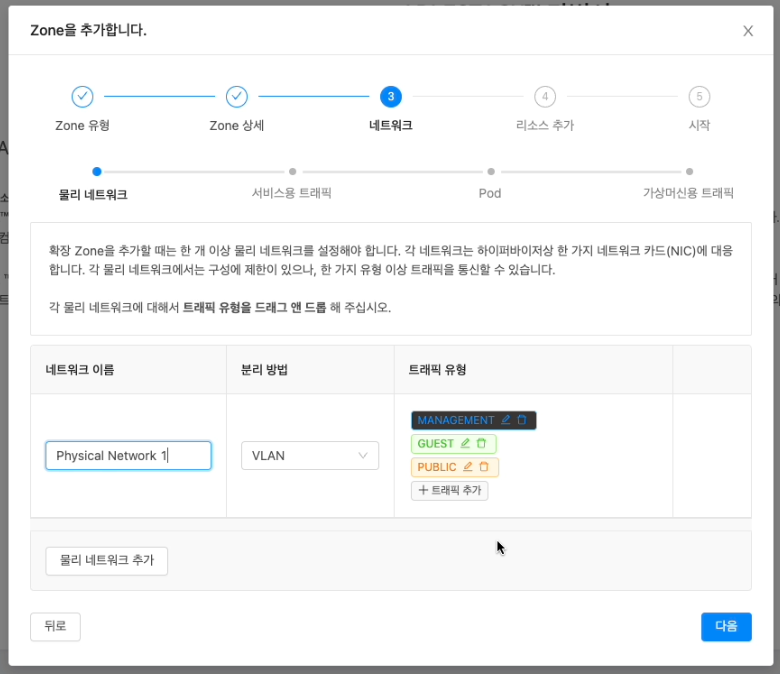 Zone을 추가합니다.
3
4
5
Zone 유형
Zone 상세
네트워크
리소스 추가
시작
물리 네트워크
서비스용 트래픽
Pod
가상머신용 트래픽
확장 Zone을 추가할 때는 한 개 이상 물리 네트워크를 설정해야 합니다. 각 네트워크는 하이퍼바이저상 한 가지 네트워크 카드(NIC)에 대응
합니다. 각 물리 네트워크에서는 구성에 제한이 있으나, 한 가지 유형 이상 트래픽을 통신할 수 있습니다.
각 물리 네트워크에 대해서 트래픽 유형을 드래그 앤 드롭 해 주십시오.
네트워크 이름
분리 방법
트래픽 유형
Physical Network 1
VLAN
MANAGEMENT
GUEST
PUBLIC
+ 트래픽 추가
물리 네트워크 추가
뒤로
다음